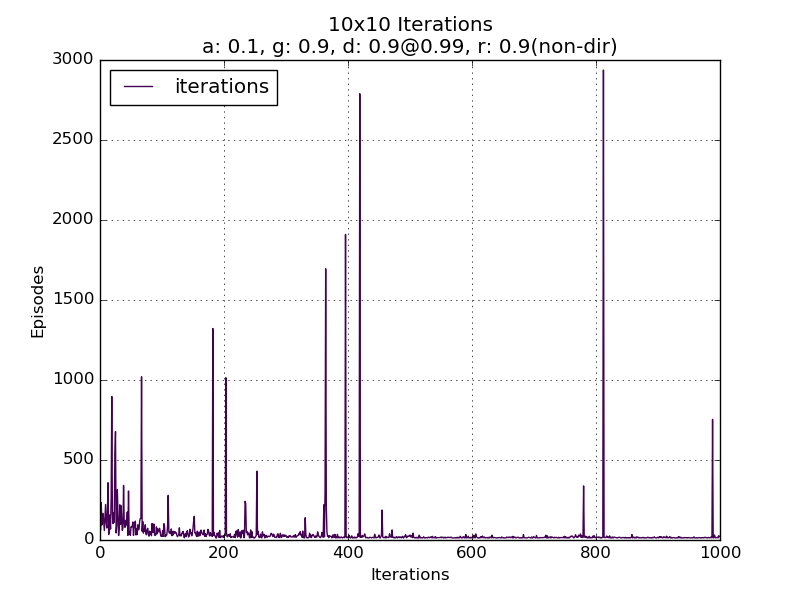 10x10 Iterations
a: 0.1, g: 0.9, d: 0.9@0.99, r: 0.9(non-dir)
iterations
3000
2500
2000
1500
1000
500
0
Episodes
0 200 400 600 800 1000
Iterations